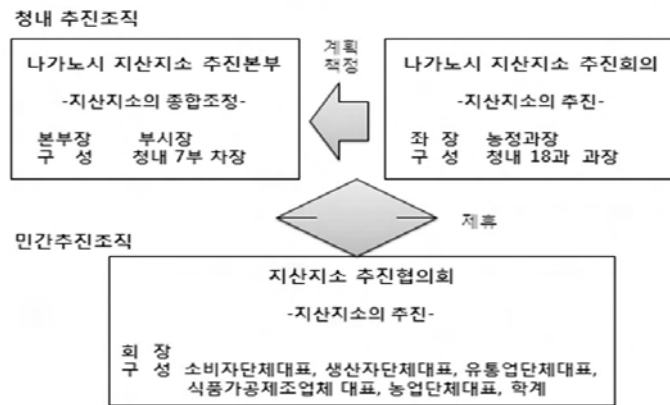 청내 추진조직
나가노시 지산지소 추진본부
-지산지소의 종합조정-
본부장 부시장
구 성 청내 7부 차장
계획
책정
나가노시 지산지소 추진회의
-지산지소의 추진-
좌 장 농정과장
구 성 청내 18과 과장
제휴
민간추진조직
지산지소 추진협의회
-지산지소의 추진-
회 장
구 성 소비자단체대표, 생산자단체대표, 유통업단체대표,
식품가공제조업체 대표, 농업단체대표, 학계